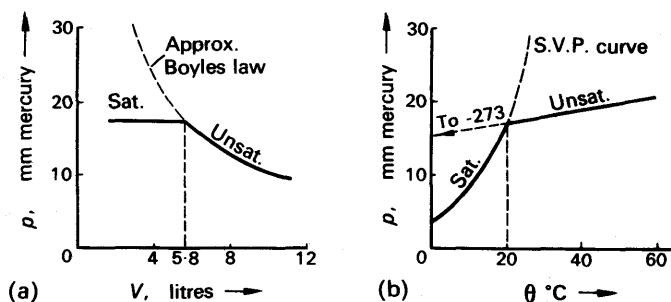 30
20
10
0
p, mm mercury
Approx.
Boyles law
Sat.
Unsat.
4 5·8 8 12
(a) V, litres
30
20
10
0
p, mm mercury
S.V.P. curve
Unsat.
To -273
Sat.
20 40 60
(b) θ °C